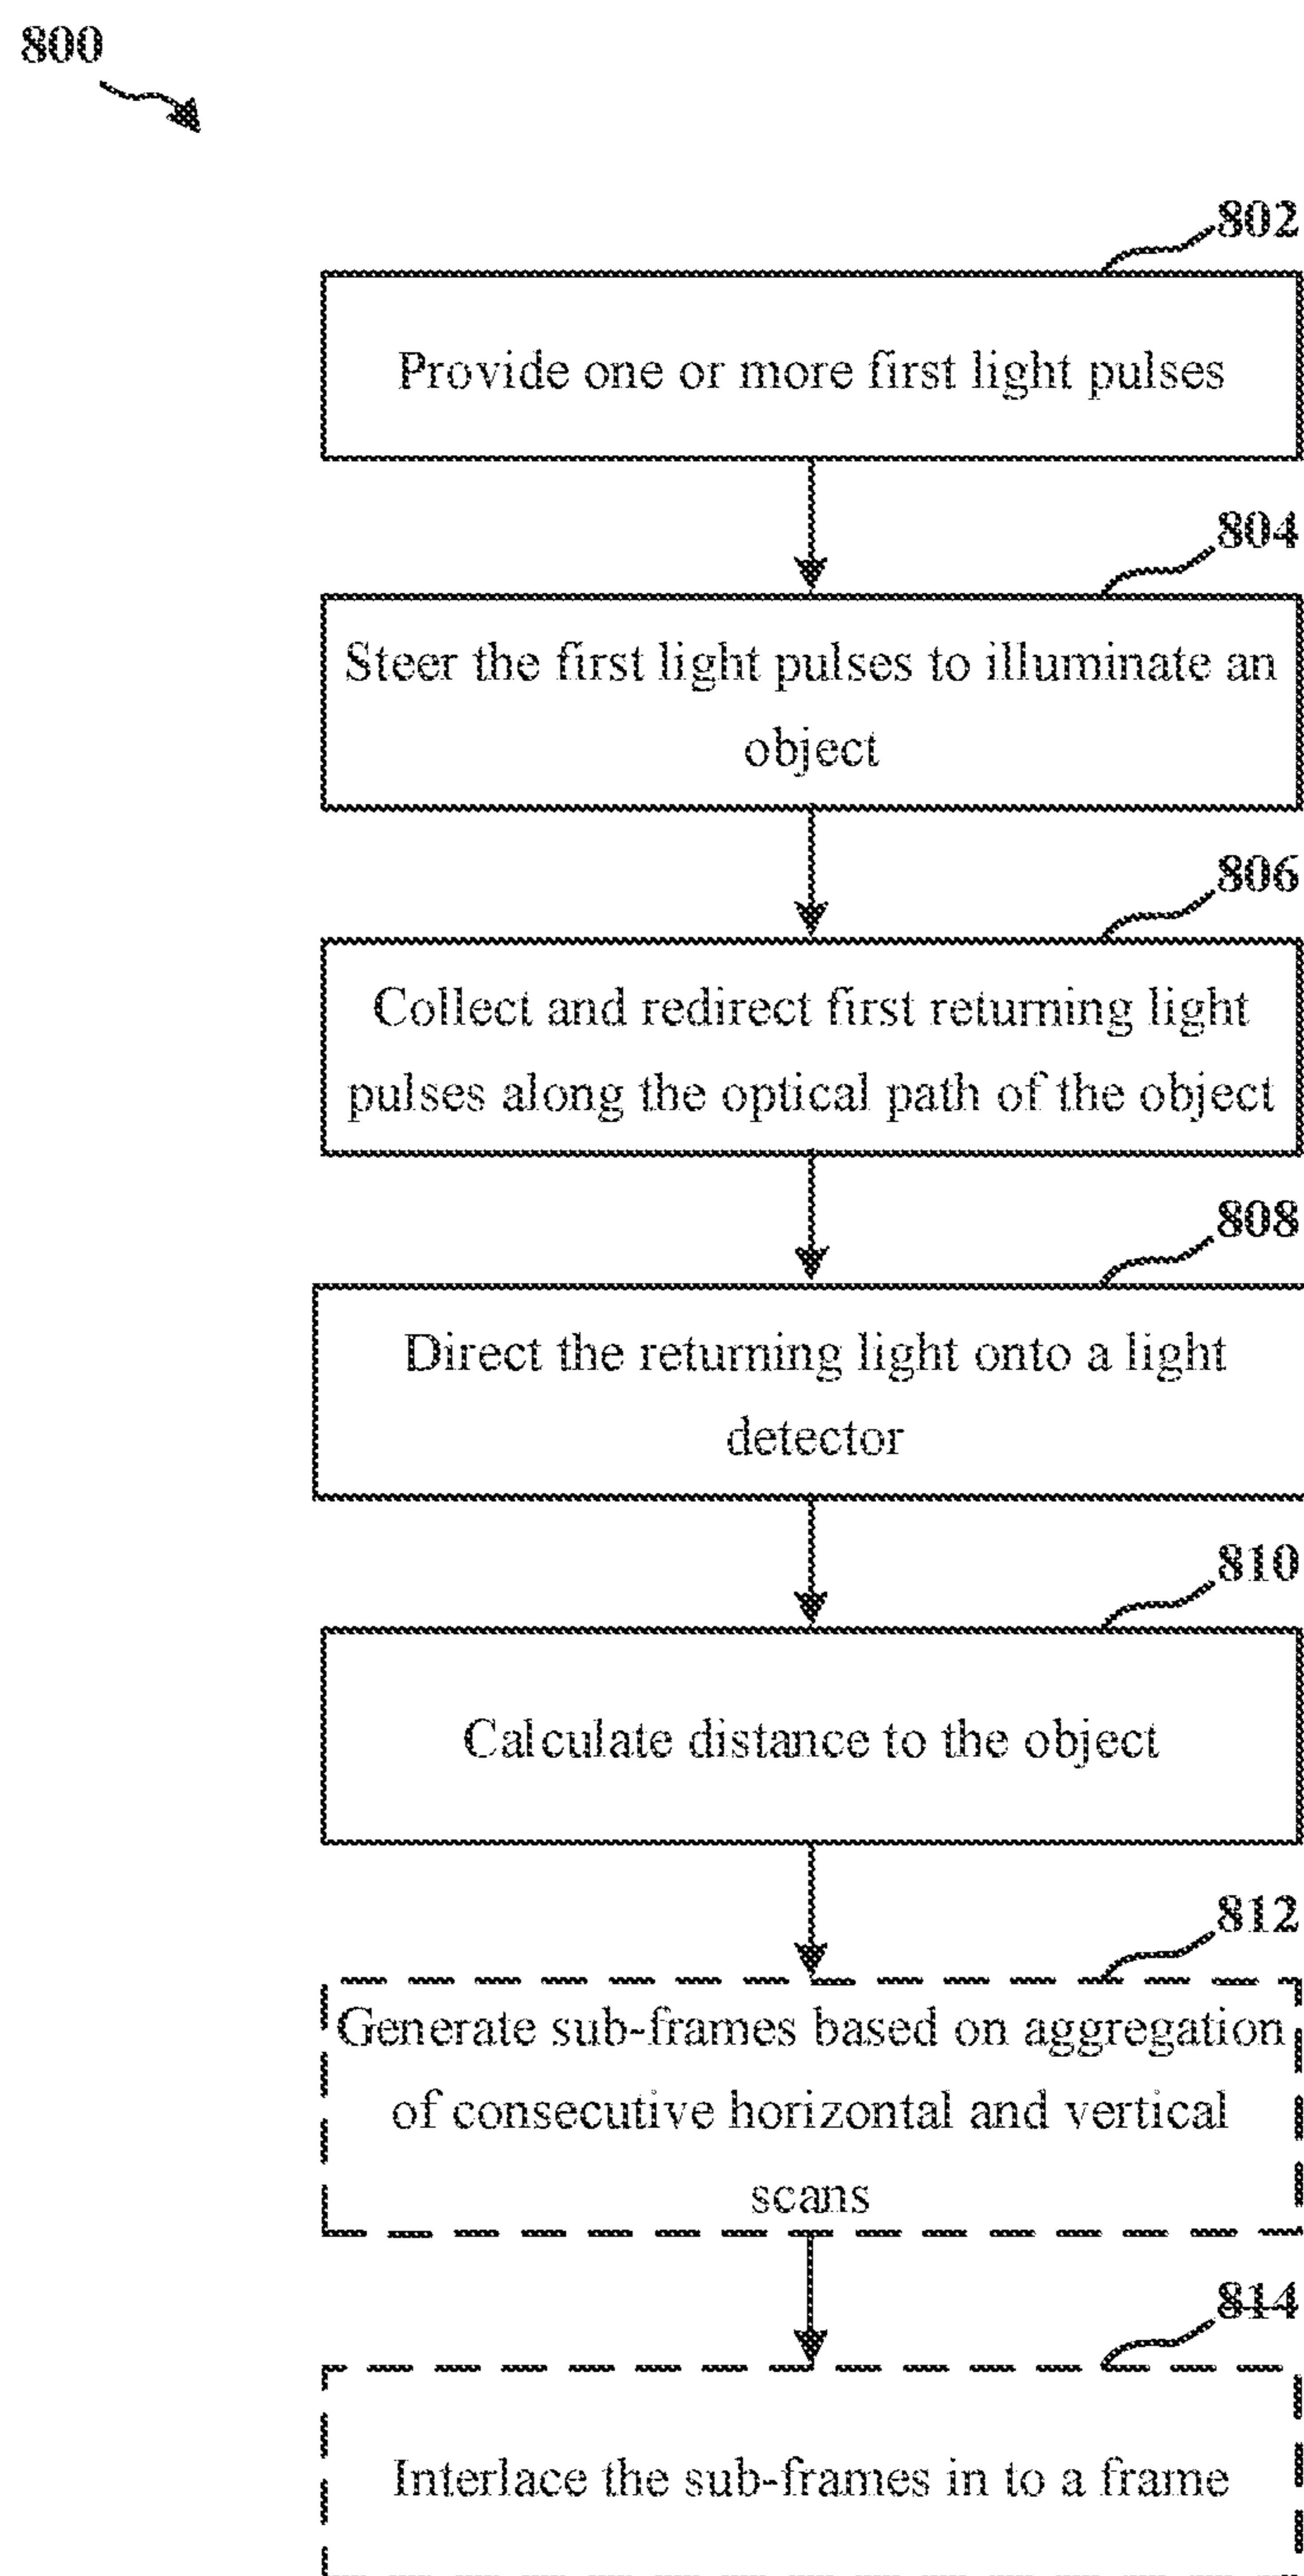 800
802
Provide one or more first light pulses
804
Steer the first light pulses to illuminate an
object
806
Collect and redirect first returning light
pulses along the optical path of the object
808
Direct the returning light onto a light
detector
810
Calculate distance to the object
812
Generate sub-frames based on aggregation
of consecutive horizontal and vertical
scans
814
Interlace the sub-frames in to a frame